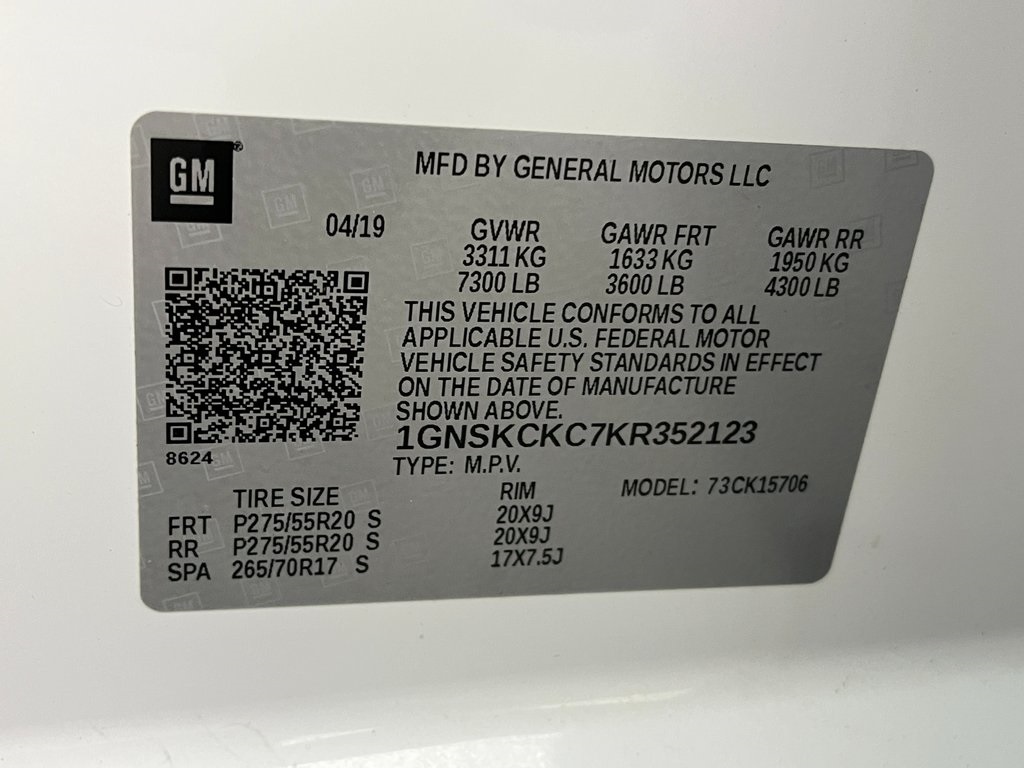 GM®
MFD BY GENERAL MOTORS LLC
04/19
GVWR GAWR FRT GAWR RR
3311 KG 1633 KG 1950 KG
7300 LB 3600 LB 4300 LB
THIS VEHICLE CONFORMS TO ALL
APPLICABLE U.S. FEDERAL MOTOR
VEHICLE SAFETY STANDARDS IN EFFECT
ON THE DATE OF MANUFACTURE
SHOWN ABOVE.
1GNSKCKC7KR352123
8624
TYPE: M.P.V.
MODEL: 73CK15706
TIRE SIZE RIM
FRT P275/55R20 S 20X9J
RR P275/55R20 S 20X9J
SPA 265/70R17 S 17X7.5J